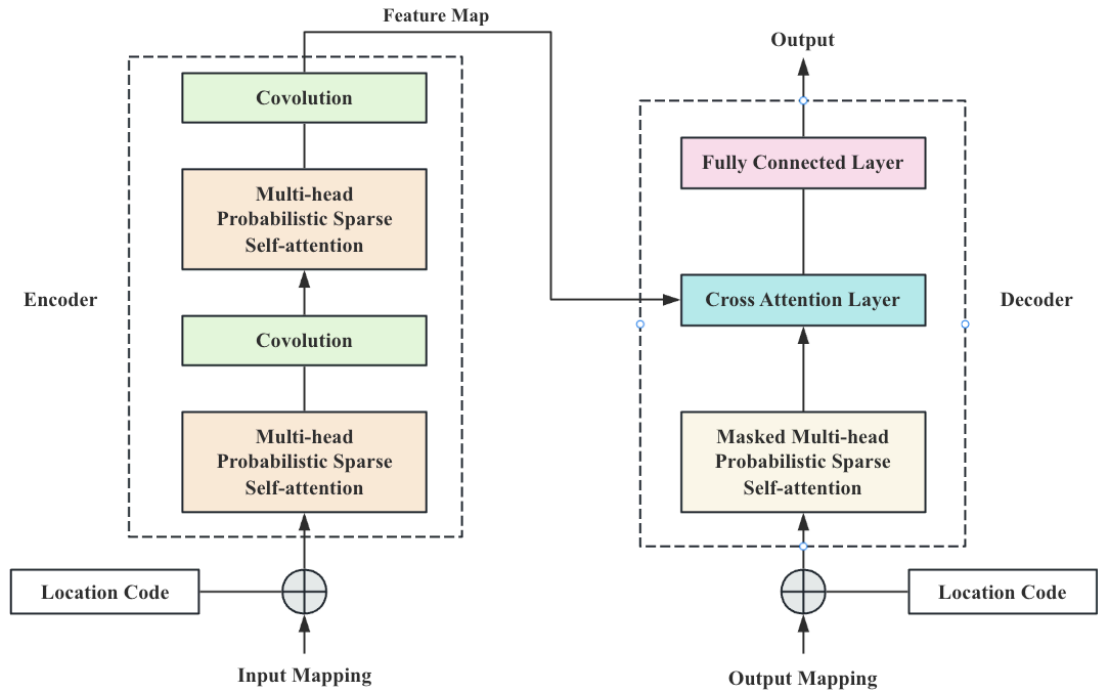 Feature Map
Output
Covolution
Fully Connected Layer
Multi-head
Probabilistic Sparse
Self-attention
Encoder
Cross Attention Layer
Decoder
Covolution
Multi-head
Probabilistic Sparse
Self-attention
Masked Multi-head
Probabilistic Sparse
Self-attention
Location Code
Location Code
Input Mapping
Output Mapping